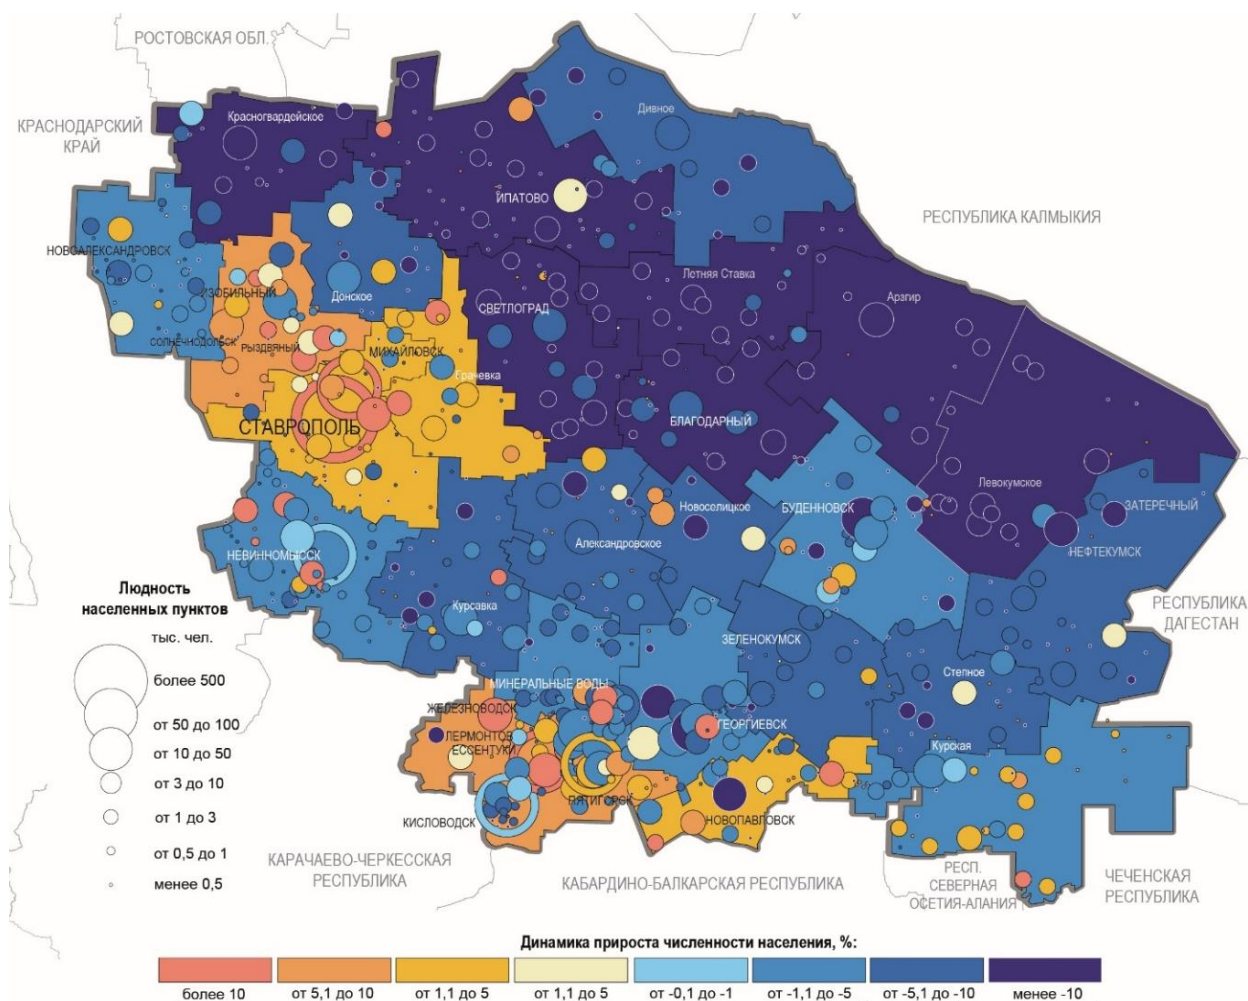 РОСТОВСКАЯ ОБЛ.
КРАСНОДАРСКИЙ
КРАЙ
Красногвардейское
Дивное
ИПАТОВО
РЕСПУБЛИКА КАЛМЫКИЯ
НОВОАЛЕКСАНДРОВСК
Летняя Ставка
ИЗОБИЛЬНЫЙ
Донское
СВЕТЛОГРАД
Арзгир
СОЛНЕЧНОДОЛЬСК
РЫЗДВЯНЫЙ
МИХАЙЛОВСК
Грачевка
СТАВРОПОЛЬ
БЛАГОДАРНЫЙ
Левокумское
БУДЕННОВСК
Новоселицкое
ЗАТЕРЕЧНЫЙ
Александровское
НЕВИННОМЫССК
НЕФТЕКУМСК
Людность
населенных пунктов
тыс. чел.
более 500
от 50 до 100
от 10 до 50
от 3 до 10
от 1 до 3
от 0,5 до 1
менее 0,5
Курсавка
РЕСПУБЛИКА
ДАГЕСТАН
ЗЕЛЕНОКУМСК
Степное
МИНЕРАЛЬНЫЕ ВОДЫ
ЖЕЛЕЗНОВОДСК
ГЕОРГИЕВСК
ЛЕРМОНТОВ
ЕССЕНТУКИ
Курская
ПЯТИГОРСК
КИСЛОВОДСК
НОВОПАВЛОВСК
КАРАЧАЕВО-ЧЕРКЕССКАЯ
РЕСПУБЛИКА
КАБАРДИНО-БАЛКАРСКАЯ РЕСПУБЛИКА
РЕСП.
СЕВЕРНАЯ
ОСЕТИЯ-АЛАНИЯ
ЧЕЧЕНСКАЯ
РЕСПУБЛИКА
Динамика прироста численности населения, %:
более 10
от 5,1 до 10
от 1,1 до 5
от 1,1 до 5
от -0,1 до -1
от -1,1 до -5
от -5,1 до -10
менее -10